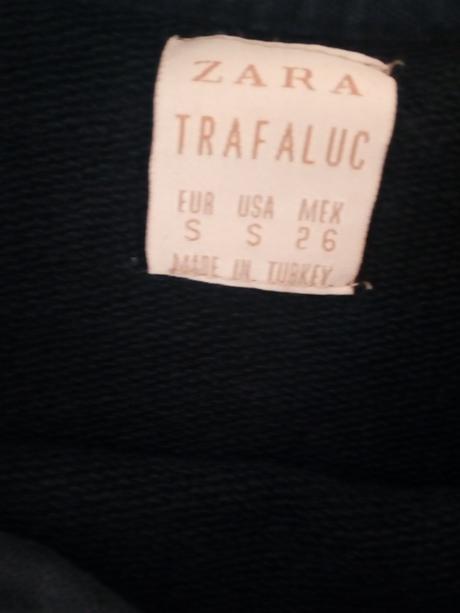 ZARA
TRAFALUC
EUR USA MEX
S S 26
MADE IN TURKEY